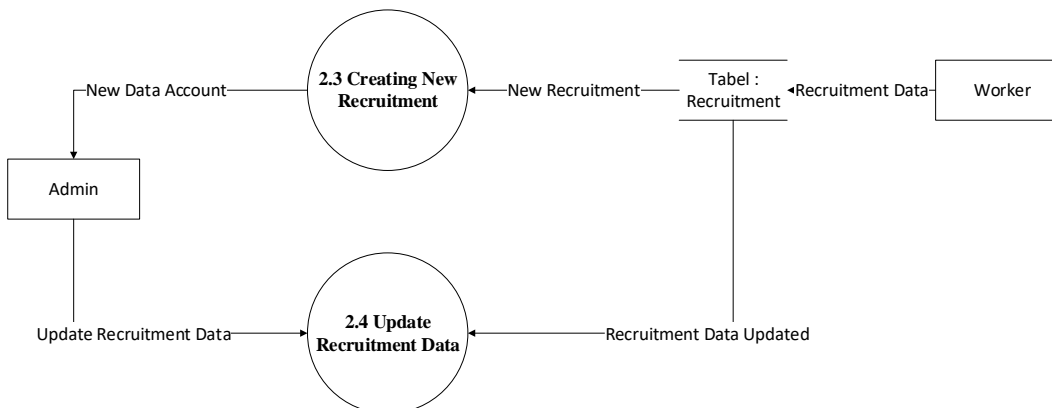 2.3 Creating New
Recruitment
New Data Account
New Recruitment
Tabel :
Recruitment
Recruitment Data
Worker
Admin
2.4 Update
Recruitment Data
Update Recruitment Data
Recruitment Data Updated